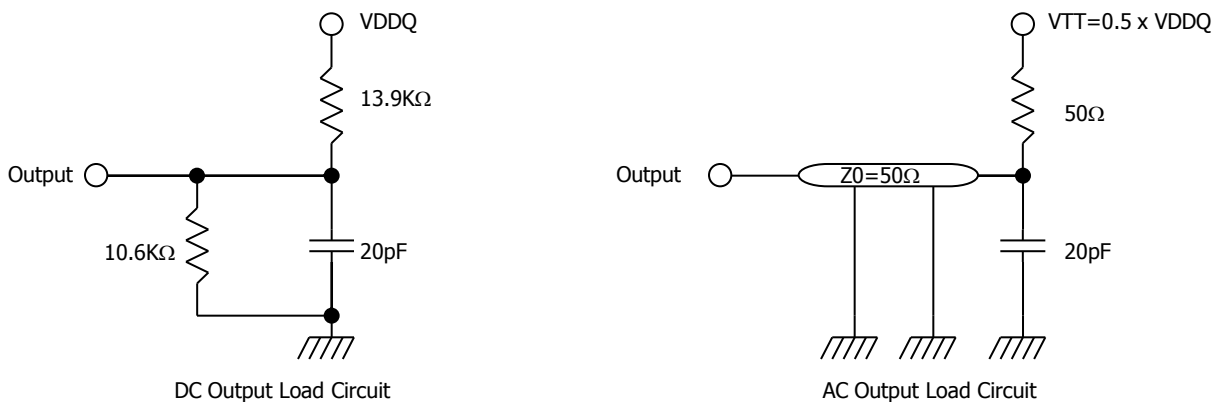 VDDQ
13.9KΩ
Output
10.6KΩ
20pF
DC Output Load Circuit
VTT=0.5 x VDDQ
50Ω
Output
Z0=50Ω
20pF
AC Output Load Circuit